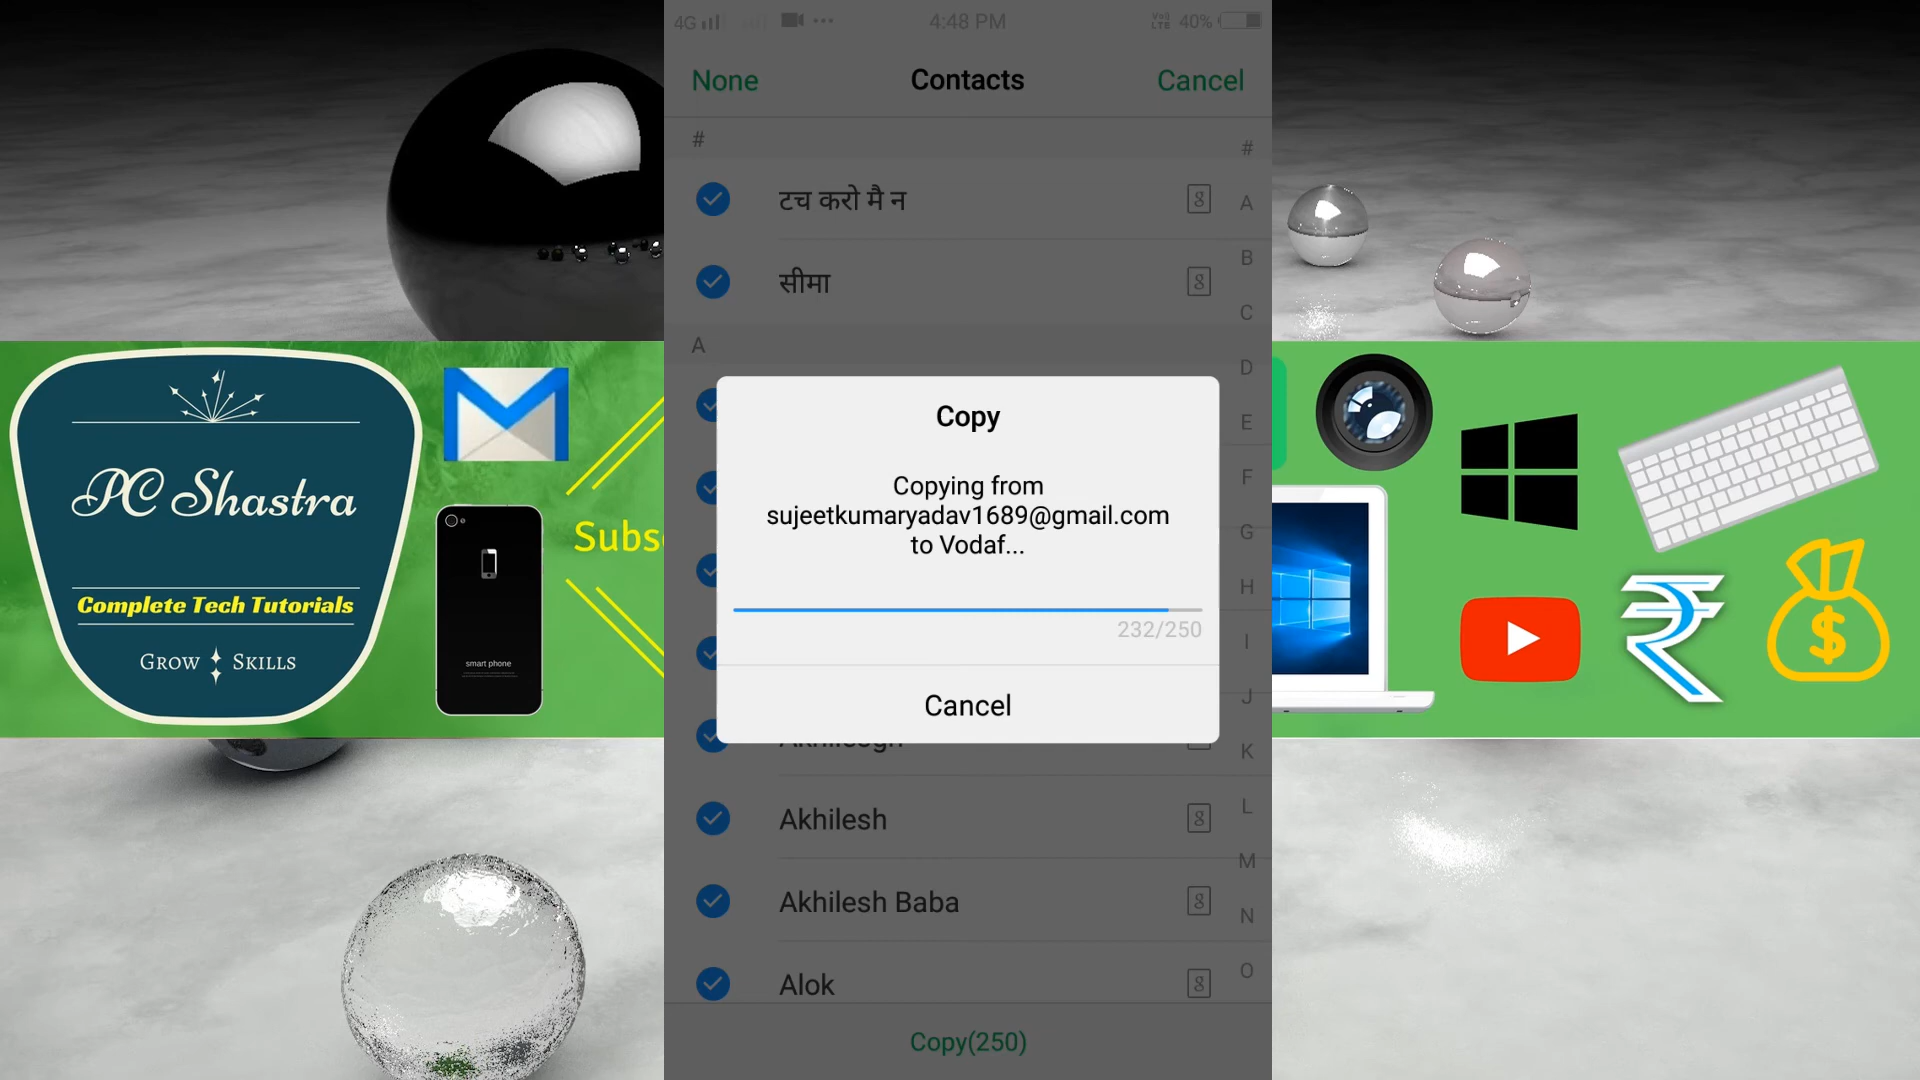 4G
4:48 PM
VoLTE 40%
None
Contacts
Cancel
#
टच करो मै न
सीमा
A
Akhilesh
Akhilesh Baba
Alok
Copy(250)
Copy
Copying from
sujeetkumaryadav1689@gmail.com
to Vodaf...
232/250
Cancel
#
A
B
C
D
E
F
G
H
I
J
K
L
M
N
O
PC Shastra
Complete Tech Tutorials
Grow Skills
smart phone
Subs